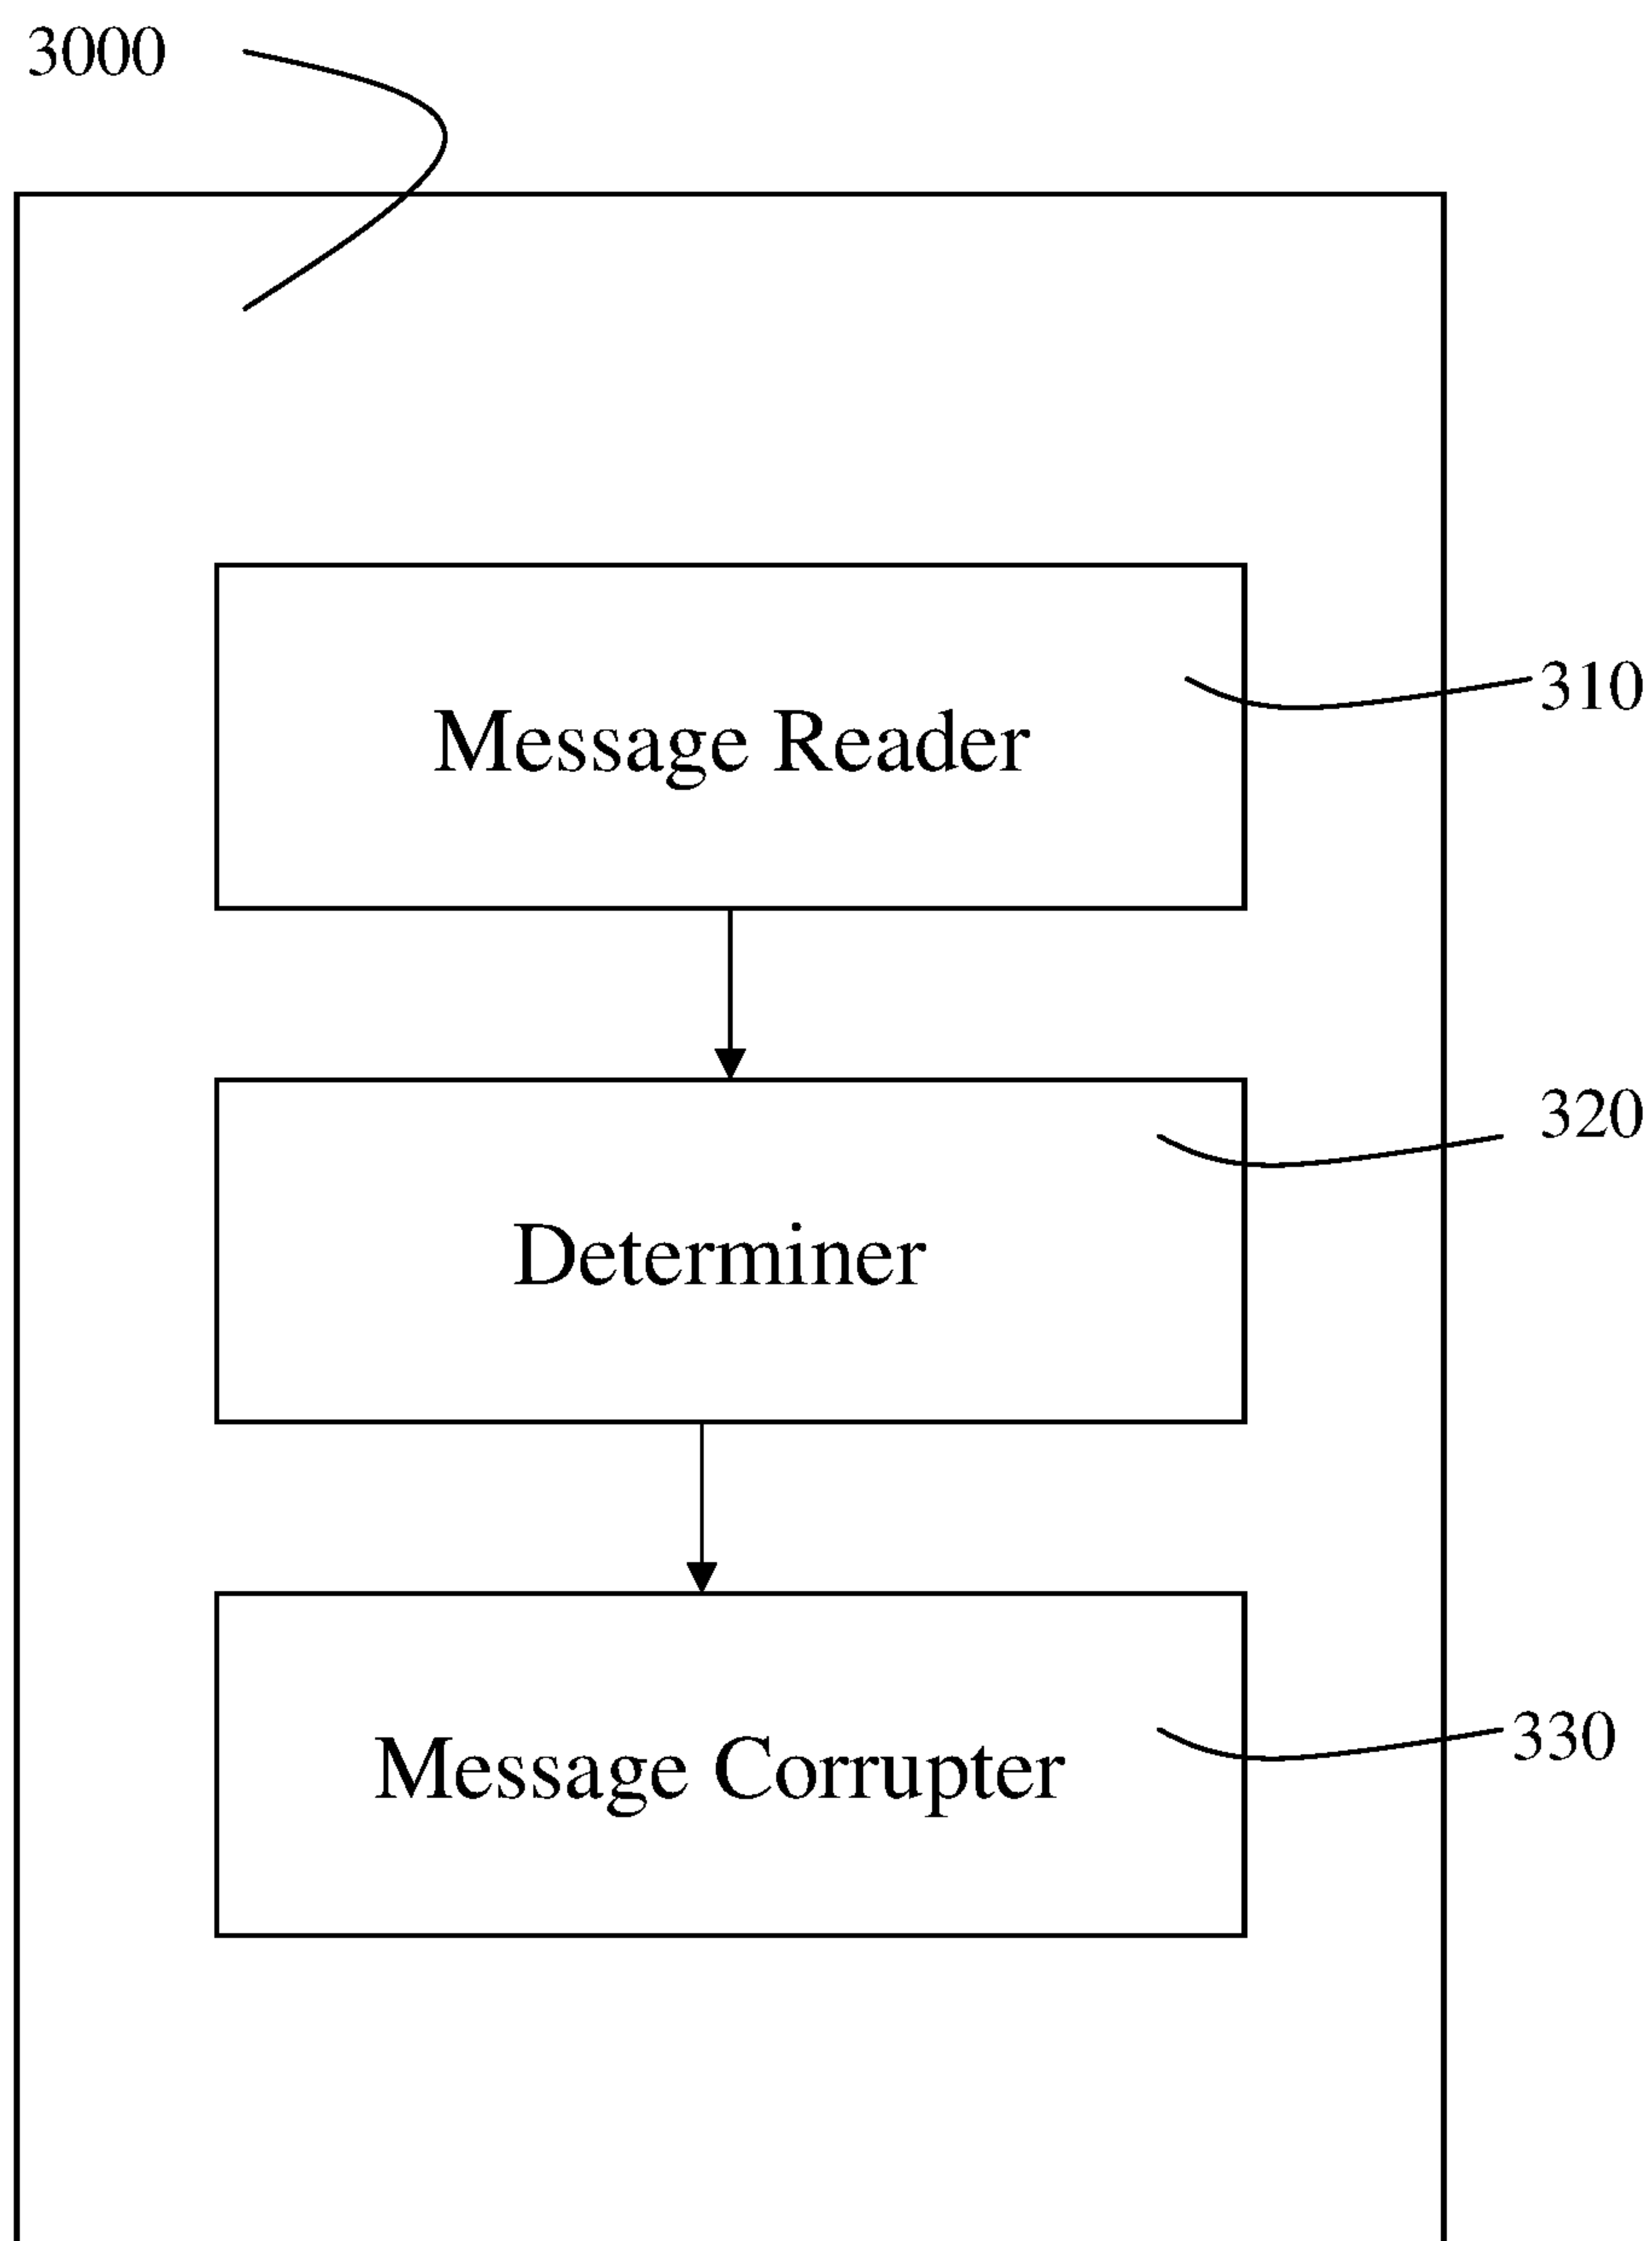 3000
Message Reader
310
Determiner
320
Message Corrupter
330